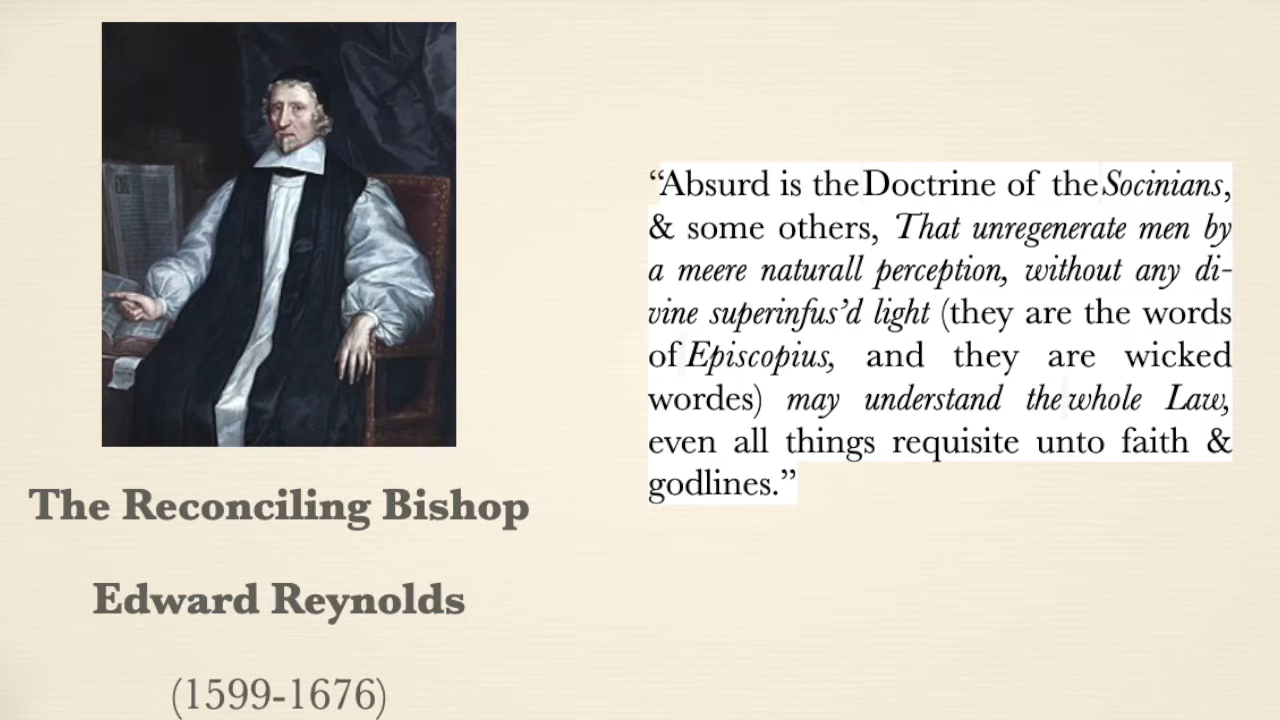 The Reconciling Bishop
Edward Reynolds
(1599-1676)
“Absurd is the Doctrine of the Socinians,
& some others, That unregenerate men by
a meere naturall perception, without any di-
vine superinfus’d light (they are the words
of Episcopius, and they are wicked
wordes) may understand the whole Law,
even all things requisite unto faith &
godlines.”